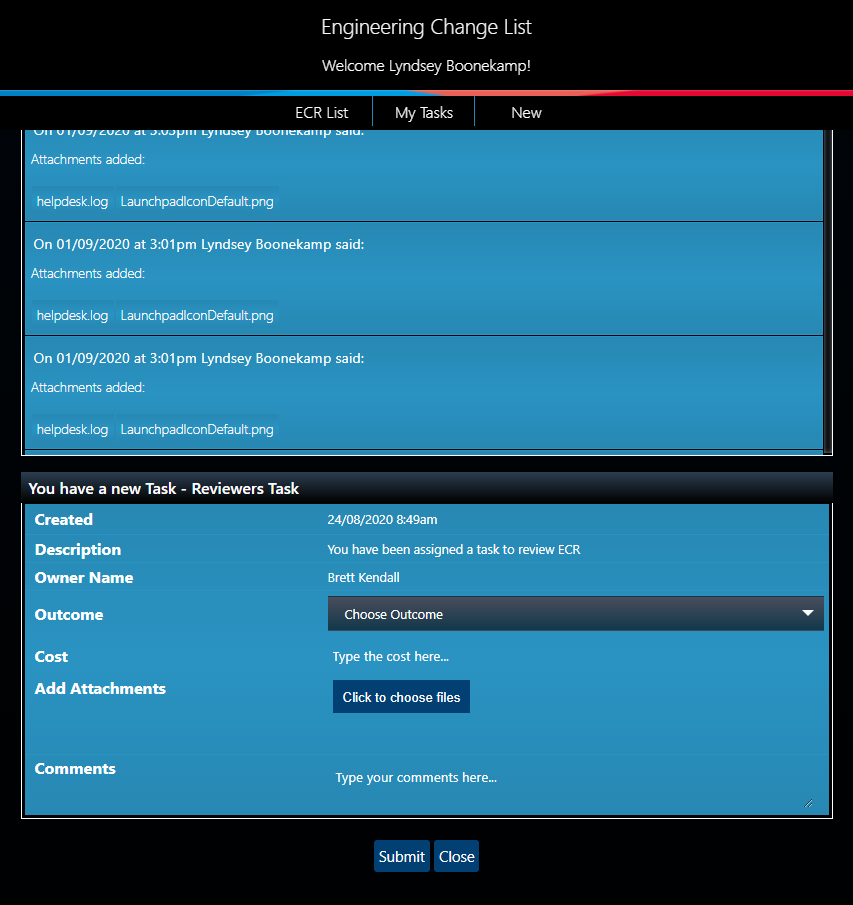 Engineering Change List
Welcome Lyndsey Boonekamp!
ECR List My Tasks New
On 01/09/2020 at 3:03pm Lyndsey Boonekamp said:
Attachments added:
helpdesk.log LaunchpadIconDefault.png
On 01/09/2020 at 3:01pm Lyndsey Boonekamp said:
Attachments added:
helpdesk.log LaunchpadIconDefault.png
On 01/09/2020 at 3:01pm Lyndsey Boonekamp said:
Attachments added:
helpdesk.log LaunchpadIconDefault.png
You have a new Task - Reviewers Task
Created 24/08/2020 8:49am
Description You have been assigned a task to review ECR
Owner Name Brett Kendall
Outcome Choose Outcome
Cost Type the cost here...
Add Attachments Click to choose files
Comments Type your comments here...
Submit Close